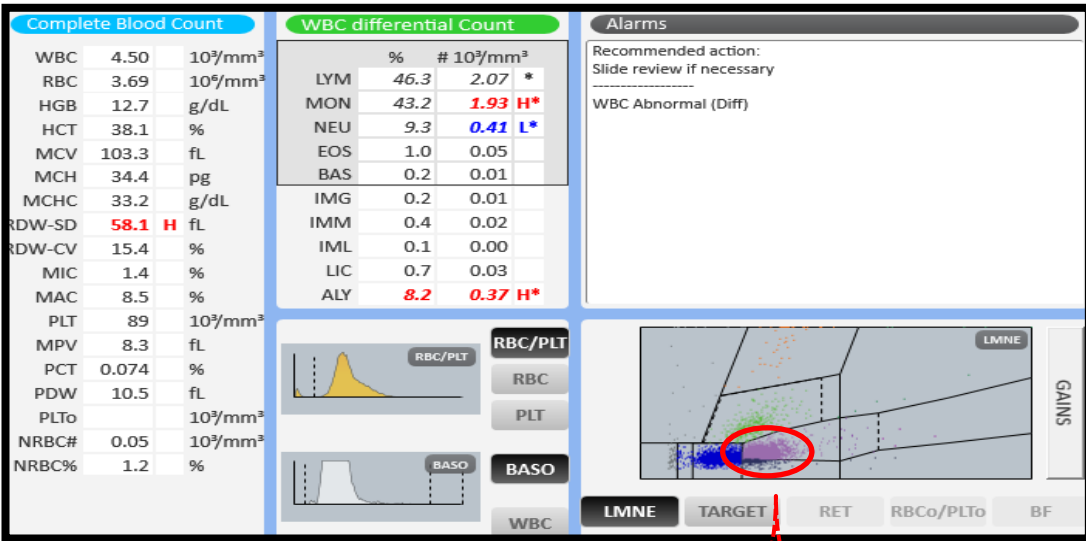 Complete Blood Count
WBC 4.50 10³/mm³
RBC 3.69 10⁶/mm³
HGB 12.7 g/dL
HCT 38.1 %
MCV 103.3 fL
MCH 34.4 pg
MCHC 33.2 g/dL
RDW-SD 58.1 H fL
RDW-CV 15.4 %
MIC 1.4 %
MAC 8.5 %
PLT 89 10³/mm³
MPV 8.3 fL
PCT 0.074 %
PDW 10.5 fL
PLTo 10³/mm³
NRBC# 0.05 10³/mm³
NRBC% 1.2 %
WBC differential Count
% # 10³/mm³
LYM 46.3 2.07 *
MON 43.2 1.93 H*
NEU 9.3 0.41 L*
EOS 1.0 0.05
BAS 0.2 0.01
IMG 0.2 0.01
IMM 0.4 0.02
IML 0.1 0.00
LIC 0.7 0.03
ALY 8.2 0.37 H*
Alarms
Recommended action:
Slide review if necessary
------------------
WBC Abnormal (Diff)
RBC/PLT
RBC/PLT
RBC
PLT
BASO
BASO
WBC
LMNE
GAINS
LMNE TARGET RET RBCo/PLTo BF